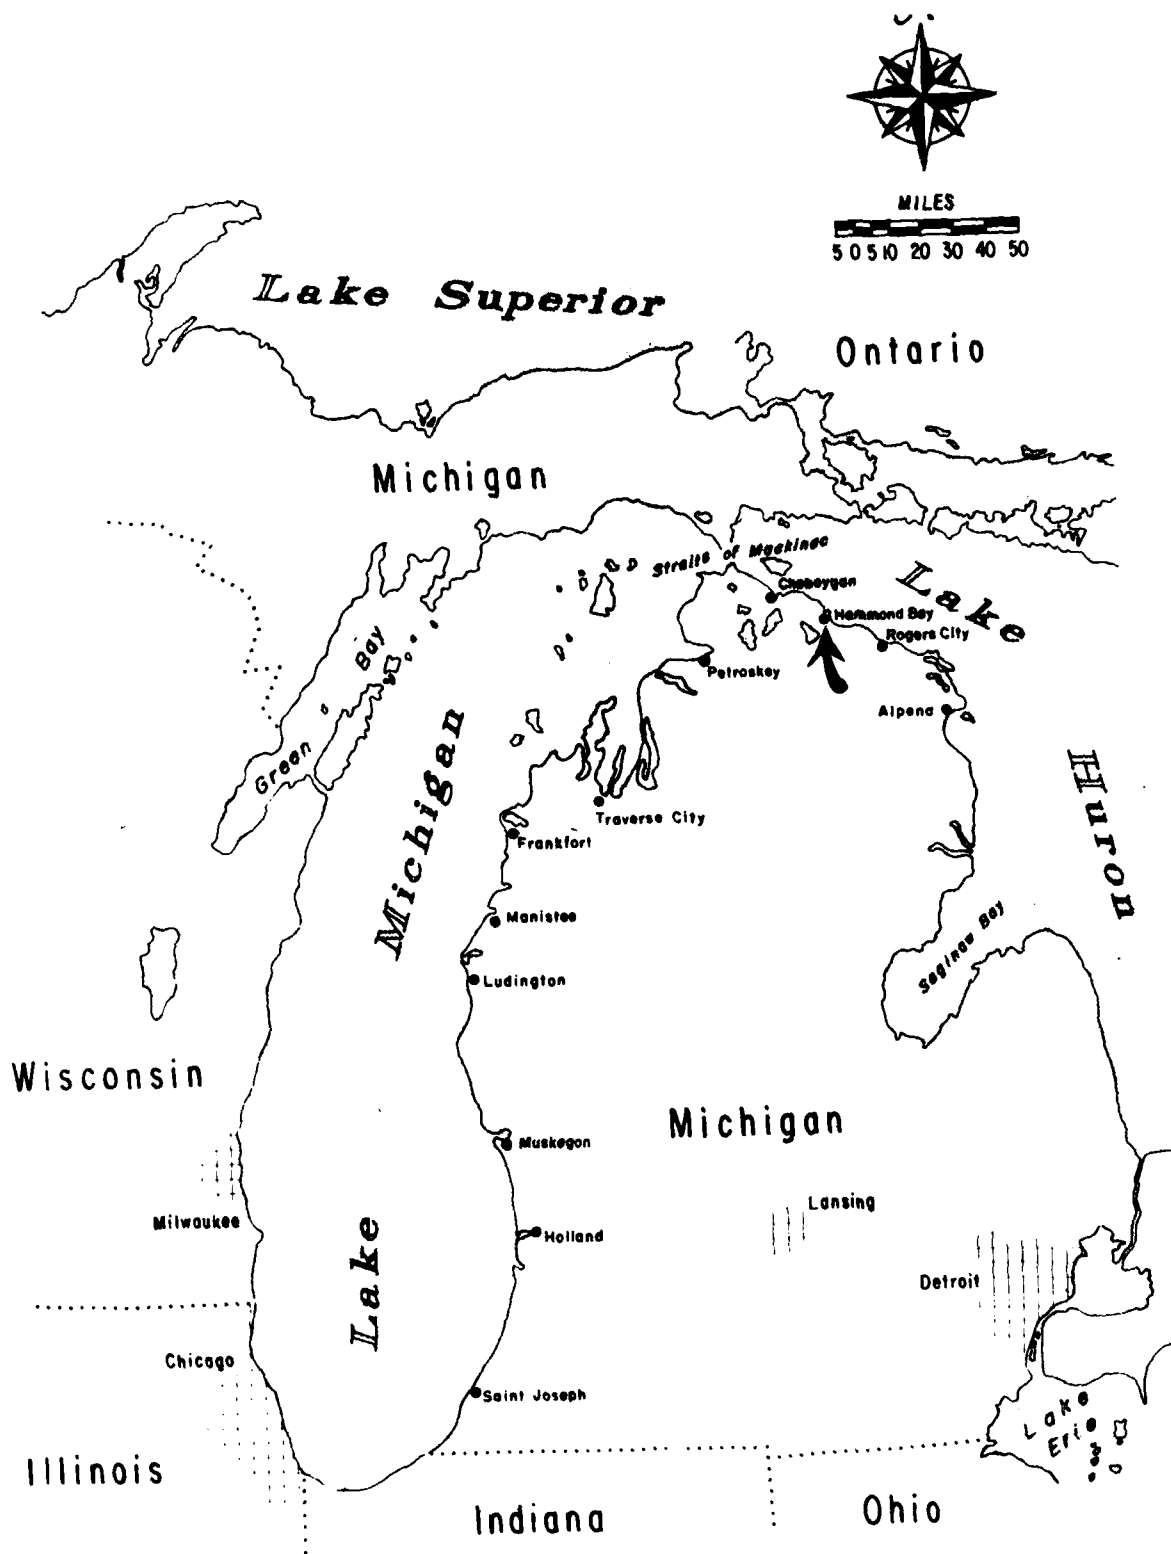 MILES
5 0 5 10 20 30 40 50
Lake Superior
Ontario
Michigan
Straits of Mackinac
Cheboygan
Lake
Hammond Bay
Rogers City
Bay
Petroskey
Alpena
Michigan
Green
Huron
Traverse City
Frankfort
Manistee
Saginaw Bay
Ludington
Wisconsin
Michigan
Muskegon
Lansing
Milwaukee
Holland
Lake
Detroit
Chicago
Saint Joseph
Lake
Erie
Illinois
Indiana
Ohio